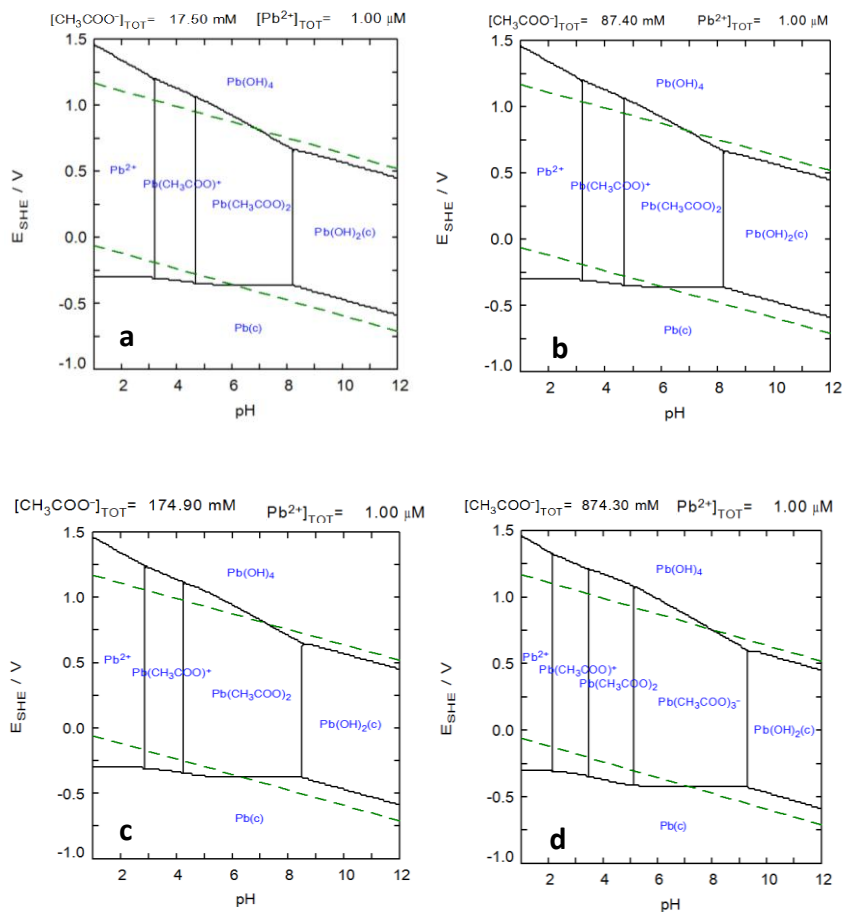 [CH₃COO⁻]TOT= 17.50 mM [Pb²⁺]TOT= 1.00 µM
1.5
1.0
0.5
0.0
-0.5
-1.0
E_SHE / V
Pb(OH)₄
Pb²⁺
Pb(CH₃COO)⁺
Pb(CH₃COO)₂
Pb(OH)₂(c)
Pb(c)
a
2 4 6 8 10 12
pH
[CH₃COO⁻]TOT= 87.40 mM Pb²⁺]TOT= 1.00 µM
1.5
1.0
0.5
0.0
-0.5
-1.0
E_SHE / V
Pb(OH)₄
Pb²⁺
Pb(CH₃COO)⁺
Pb(CH₃COO)₂
Pb(OH)₂(c)
Pb(c)
b
2 4 6 8 10 12
pH
[CH₃COO⁻]TOT= 174.90 mM Pb²⁺]TOT= 1.00 µM
1.5
1.0
0.5
0.0
-0.5
-1.0
E_SHE / V
Pb(OH)₄
Pb²⁺
Pb(CH₃COO)⁺
Pb(CH₃COO)₂
Pb(OH)₂(c)
Pb(c)
c
2 4 6 8 10 12
pH
[CH₃COO⁻]TOT= 874.30 mM Pb²⁺]TOT= 1.00 µM
1.5
1.0
0.5
0.0
-0.5
-1.0
E_SHE / V
Pb(OH)₄
Pb²⁺
Pb(CH₃COO)⁺
Pb(CH₃COO)₂
Pb(CH₃COO)₃⁻
Pb(OH)₂(c)
Pb(c)
d
2 4 6 8 10 12
pH